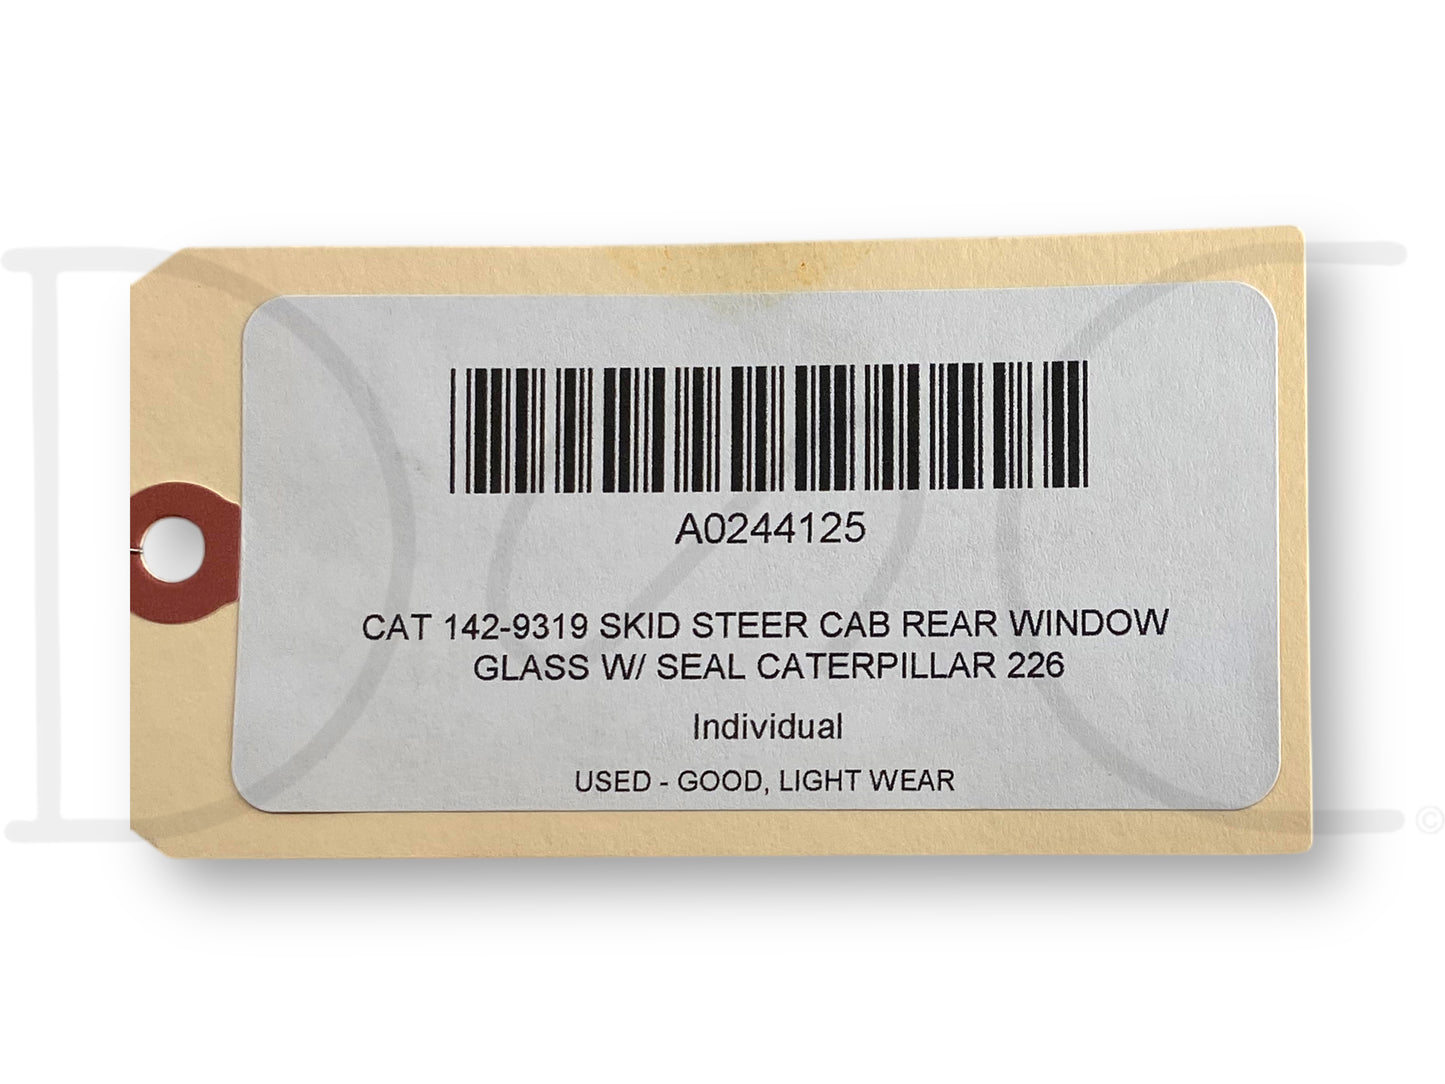 A0244125
CAT 142-9319 SKID STEER CAB REAR WINDOW
GLASS W/ SEAL CATERPILLAR 226
Individual
USED - GOOD, LIGHT WEAR
©